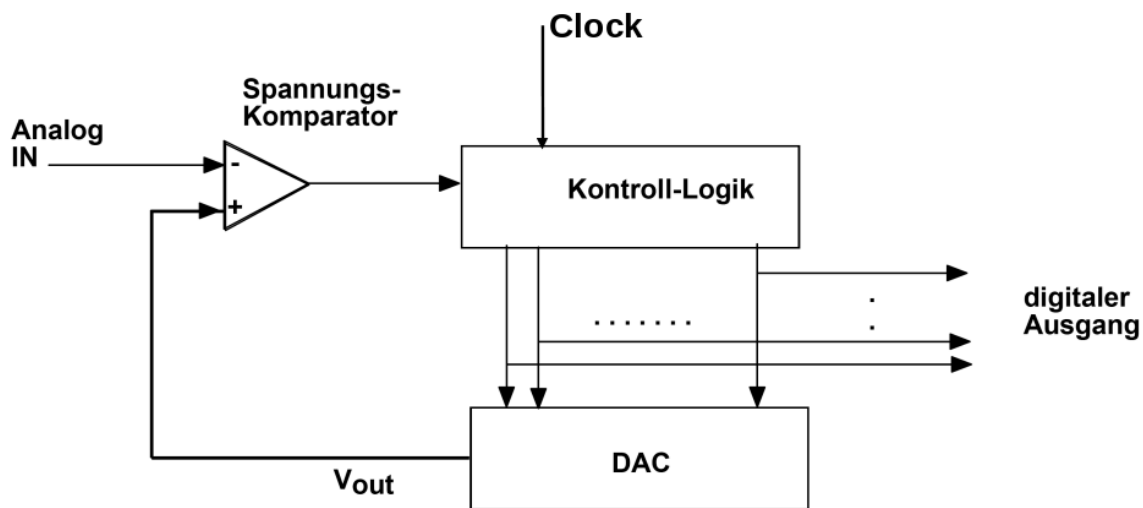 Clock
Spannungs-
Komparator
Analog
IN
-
+
Kontroll-Logik
.......
.
.
digitaler
Ausgang
DAC
Vout